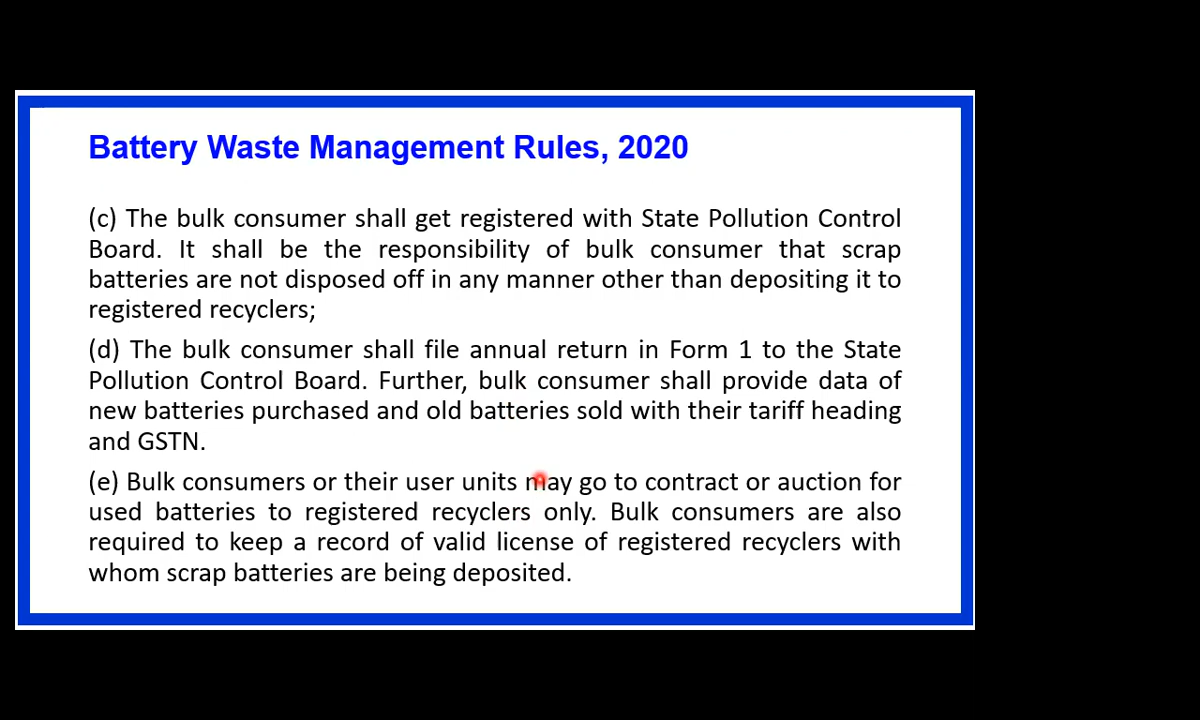 Battery Waste Management Rules, 2020
(c) The bulk consumer shall get registered with State Pollution Control
Board. It shall be the responsibility of bulk consumer that scrap
batteries are not disposed off in any manner other than depositing it to
registered recyclers;
(d) The bulk consumer shall file annual return in Form 1 to the State
Pollution Control Board. Further, bulk consumer shall provide data of
new batteries purchased and old batteries sold with their tariff heading
and GSTN.
(e) Bulk consumers or their user units may go to contract or auction for
used batteries to registered recyclers only. Bulk consumers are also
required to keep a record of valid license of registered recyclers with
whom scrap batteries are being deposited.